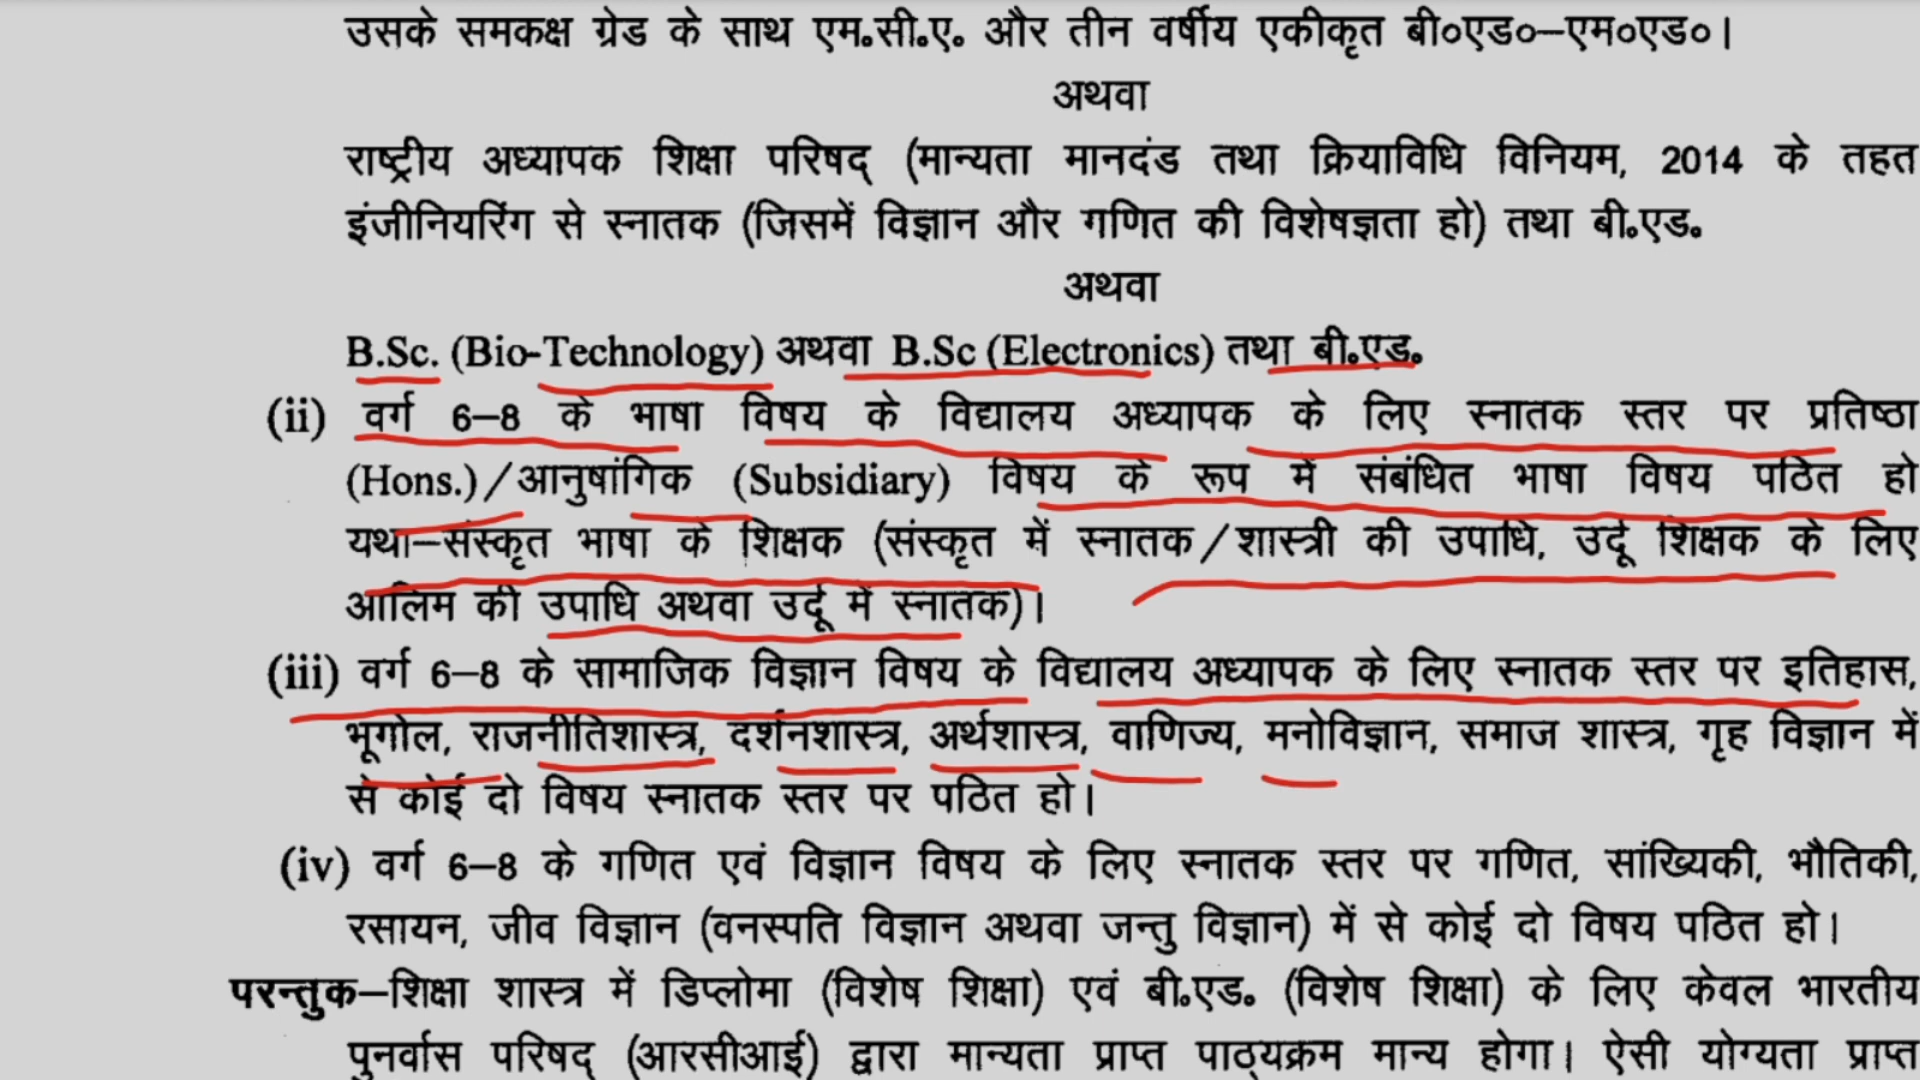 उसके समकक्ष ग्रेड के साथ एम.सी.ए. और तीन वर्षीय एकीकृत बी०एड०–एम०एड०।
अथवा
राष्ट्रीय अध्यापक शिक्षा परिषद् (मान्यता मानदंड तथा क्रियाविधि विनियम, 2014 के तहत
इंजीनियरिंग से स्नातक (जिसमें विज्ञान और गणित की विशेषज्ञता हो) तथा बी.एड.
अथवा
B.Sc. (Bio-Technology) अथवा B.Sc (Electronics) तथा बी.एड.
(ii) वर्ग 6–8 के भाषा विषय के विद्यालय अध्यापक के लिए स्नातक स्तर पर प्रतिष्ठा
(Hons.)/आनुषांगिक (Subsidiary) विषय के रूप में संबंधित भाषा विषय पठित हो
यथा–संस्कृत भाषा के शिक्षक (संस्कृत में स्नातक/शास्त्री की उपाधि, उर्दू शिक्षक के लिए
आलिम की उपाधि अथवा उर्दू में स्नातक)।
(iii) वर्ग 6–8 के सामाजिक विज्ञान विषय के विद्यालय अध्यापक के लिए स्नातक स्तर पर इतिहास,
भूगोल, राजनीतिशास्त्र, दर्शनशास्त्र, अर्थशास्त्र, वाणिज्य, मनोविज्ञान, समाज शास्त्र, गृह विज्ञान में
से कोई दो विषय स्नातक स्तर पर पठित हो।
(iv) वर्ग 6–8 के गणित एवं विज्ञान विषय के लिए स्नातक स्तर पर गणित, सांख्यिकी, भौतिकी,
रसायन, जीव विज्ञान (वनस्पति विज्ञान अथवा जन्तु विज्ञान) में से कोई दो विषय पठित हो।
परन्तुक–शिक्षा शास्त्र में डिप्लोमा (विशेष शिक्षा) एवं बी.एड. (विशेष शिक्षा) के लिए केवल भारतीय
पुनर्वास परिषद् (आरसीआई) द्वारा मान्यता प्राप्त पाठ्यक्रम मान्य होगा। ऐसी योग्यता प्राप्त